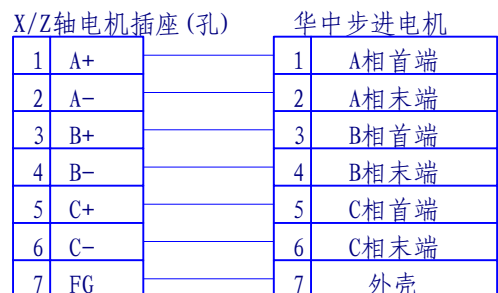 X/Z轴电机插座(孔) 华中步进电机
1 A+ 1 A相首端
2 A- 2 A相末端
3 B+ 3 B相首端
4 B- 4 B相末端
5 C+ 5 C相首端
6 C- 6 C相末端
7 FG 7 外壳